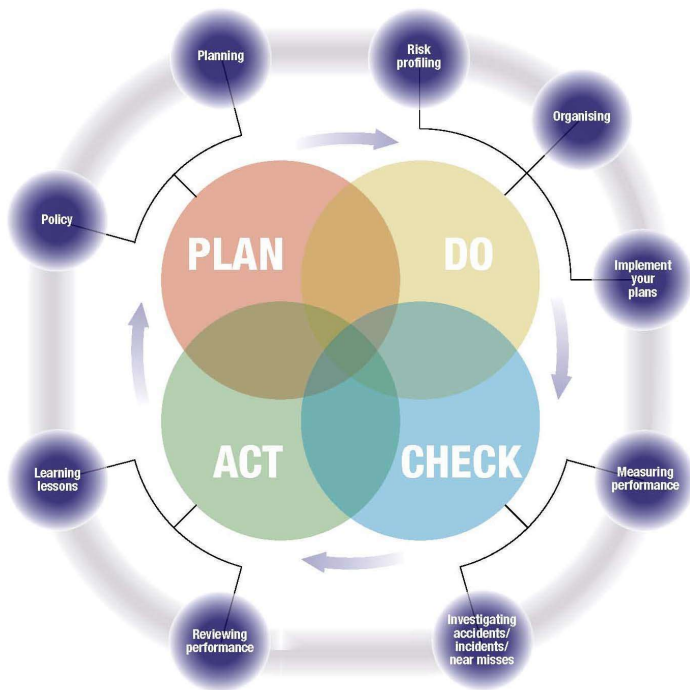 Planning
Risk
profiling
Organising
Policy
PLAN
DO
Implement
your
plans
ACT
CHECK
Learning
lessons
Measuring
performance
Reviewing
performance
Investigating
accidents/
incidents/
near misses